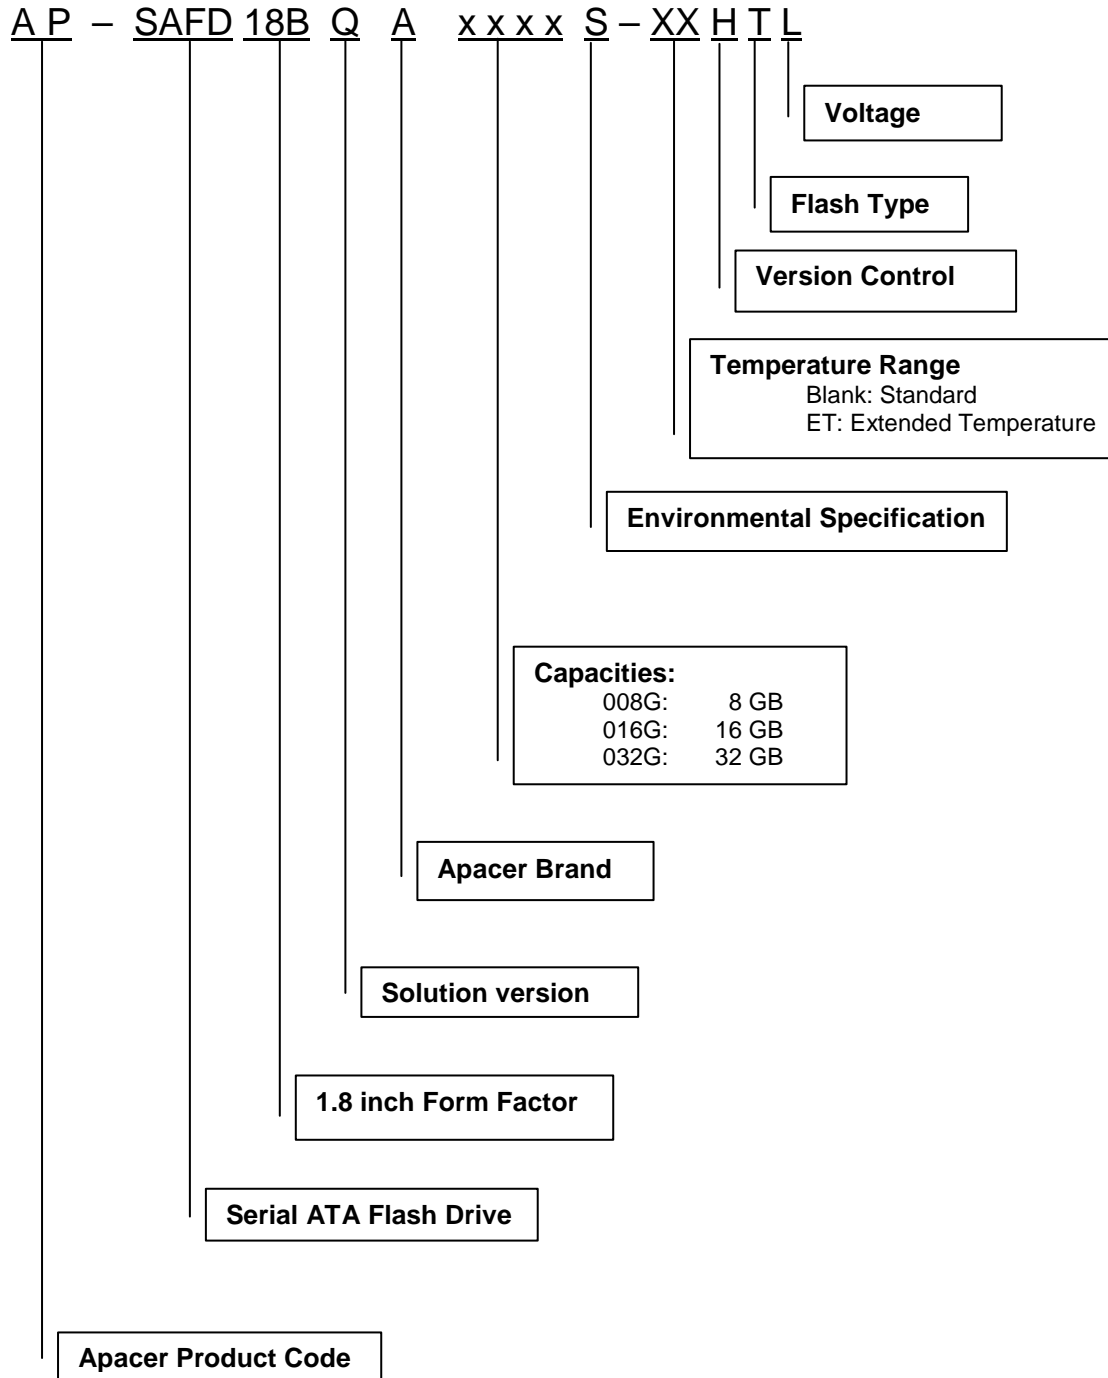 A P – SAFD 18B Q A x x x x S – XX H T L
Voltage
Flash Type
Version Control
Temperature Range
Blank: Standard
ET: Extended Temperature
Environmental Specification
Capacities:
008G: 8 GB
016G: 16 GB
032G: 32 GB
Apacer Brand
Solution version
1.8 inch Form Factor
Serial ATA Flash Drive
Apacer Product Code